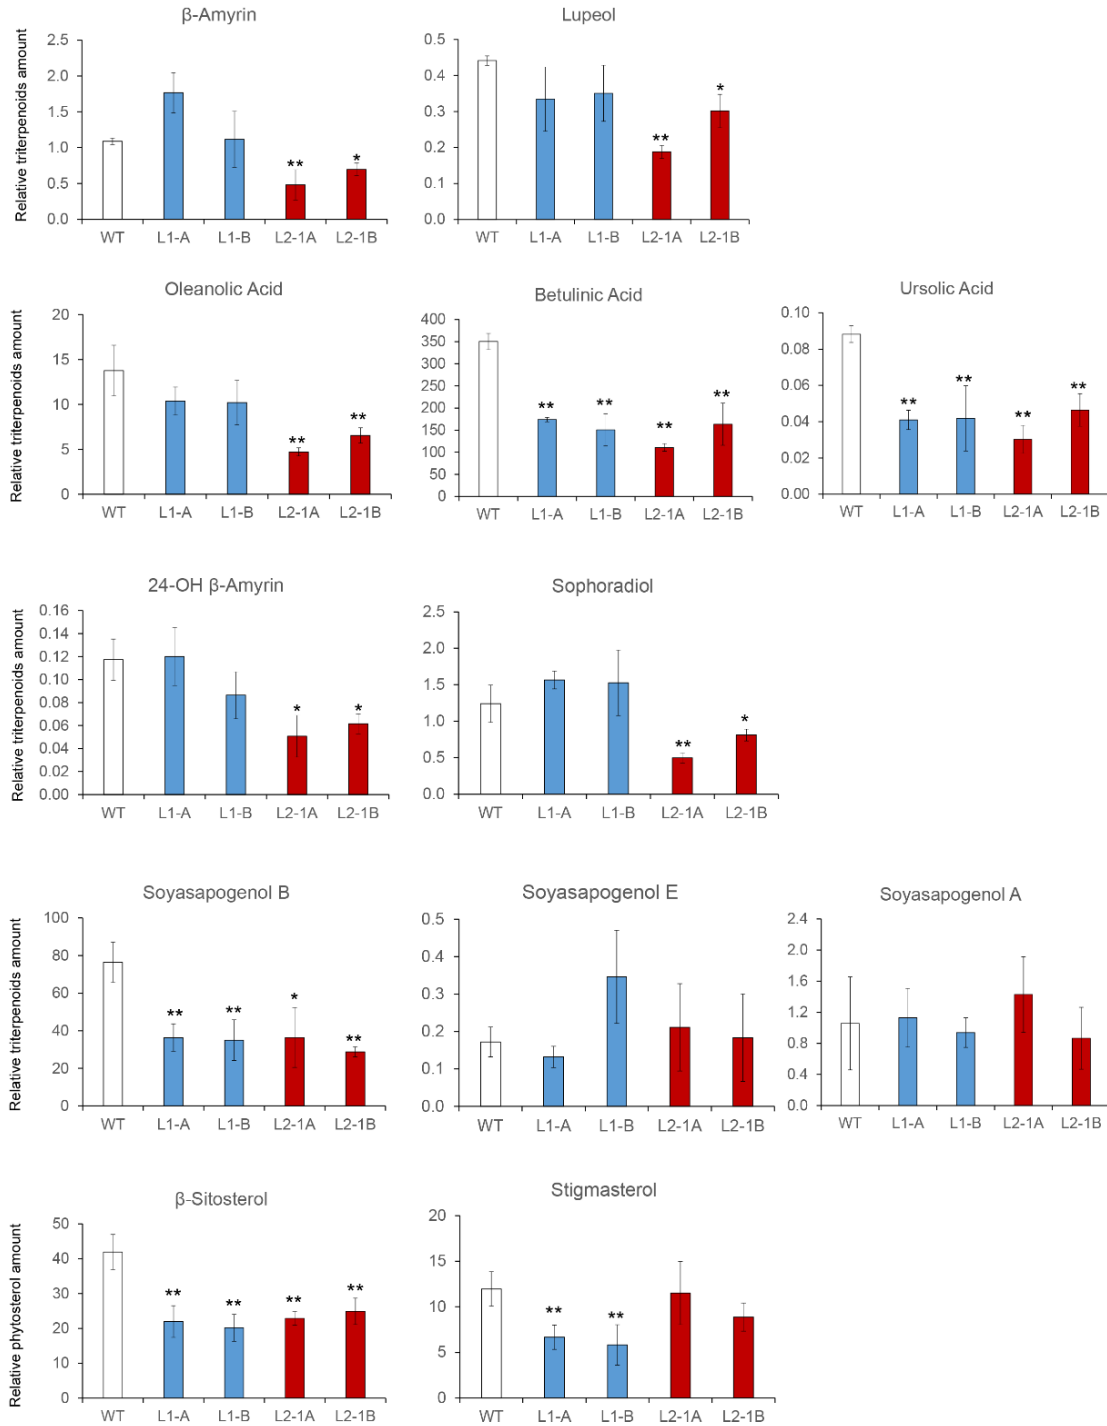 β-Amyrin
Relative triterpenoids amount
2.5
2.0
1.5
1.0
0.5
0.0
** *
WT L1-A L1-B L2-1A L2-1B
Lupeol
0.5
0.4
0.3
0.2
0.1
0.0
** *
WT L1-A L1-B L2-1A L2-1B
Oleanolic Acid
Relative triterpenoids amount
20
15
10
5
0
** **
WT L1-A L1-B L2-1A L2-1B
Betulinic Acid
400
350
300
250
200
150
100
50
0
** ** ** **
WT L1-A L1-B L2-1A L2-1B
Ursolic Acid
0.10
0.08
0.06
0.04
0.02
0.00
** ** ** **
WT L1-A L1-B L2-1A L2-1B
24-OH β-Amyrin
Relative triterpenoids amount
0.16
0.14
0.12
0.10
0.08
0.06
0.04
0.02
0.00
* *
WT L1-A L1-B L2-1A L2-1B
Sophoradiol
2.5
2.0
1.5
1.0
0.5
0.0
** *
WT L1-A L1-B L2-1A L2-1B
Soyasapogenol B
Relative triterpenoids amount
100
80
60
40
20
0
** ** * **
WT L1-A L1-B L2-1A L2-1B
Soyasapogenol E
0.5
0.4
0.3
0.2
0.1
0.0
WT L1-A L1-B L2-1A L2-1B
Soyasapogenol A
2.4
2.0
1.6
1.2
0.8
0.4
0.0
WT L1-A L1-B L2-1A L2-1B
β-Sitosterol
Relative phytosterol amount
50
40
30
20
10
0
** ** ** **
WT L1-A L1-B L2-1A L2-1B
Stigmasterol
20
15
10
5
0
** **
WT L1-A L1-B L2-1A L2-1B